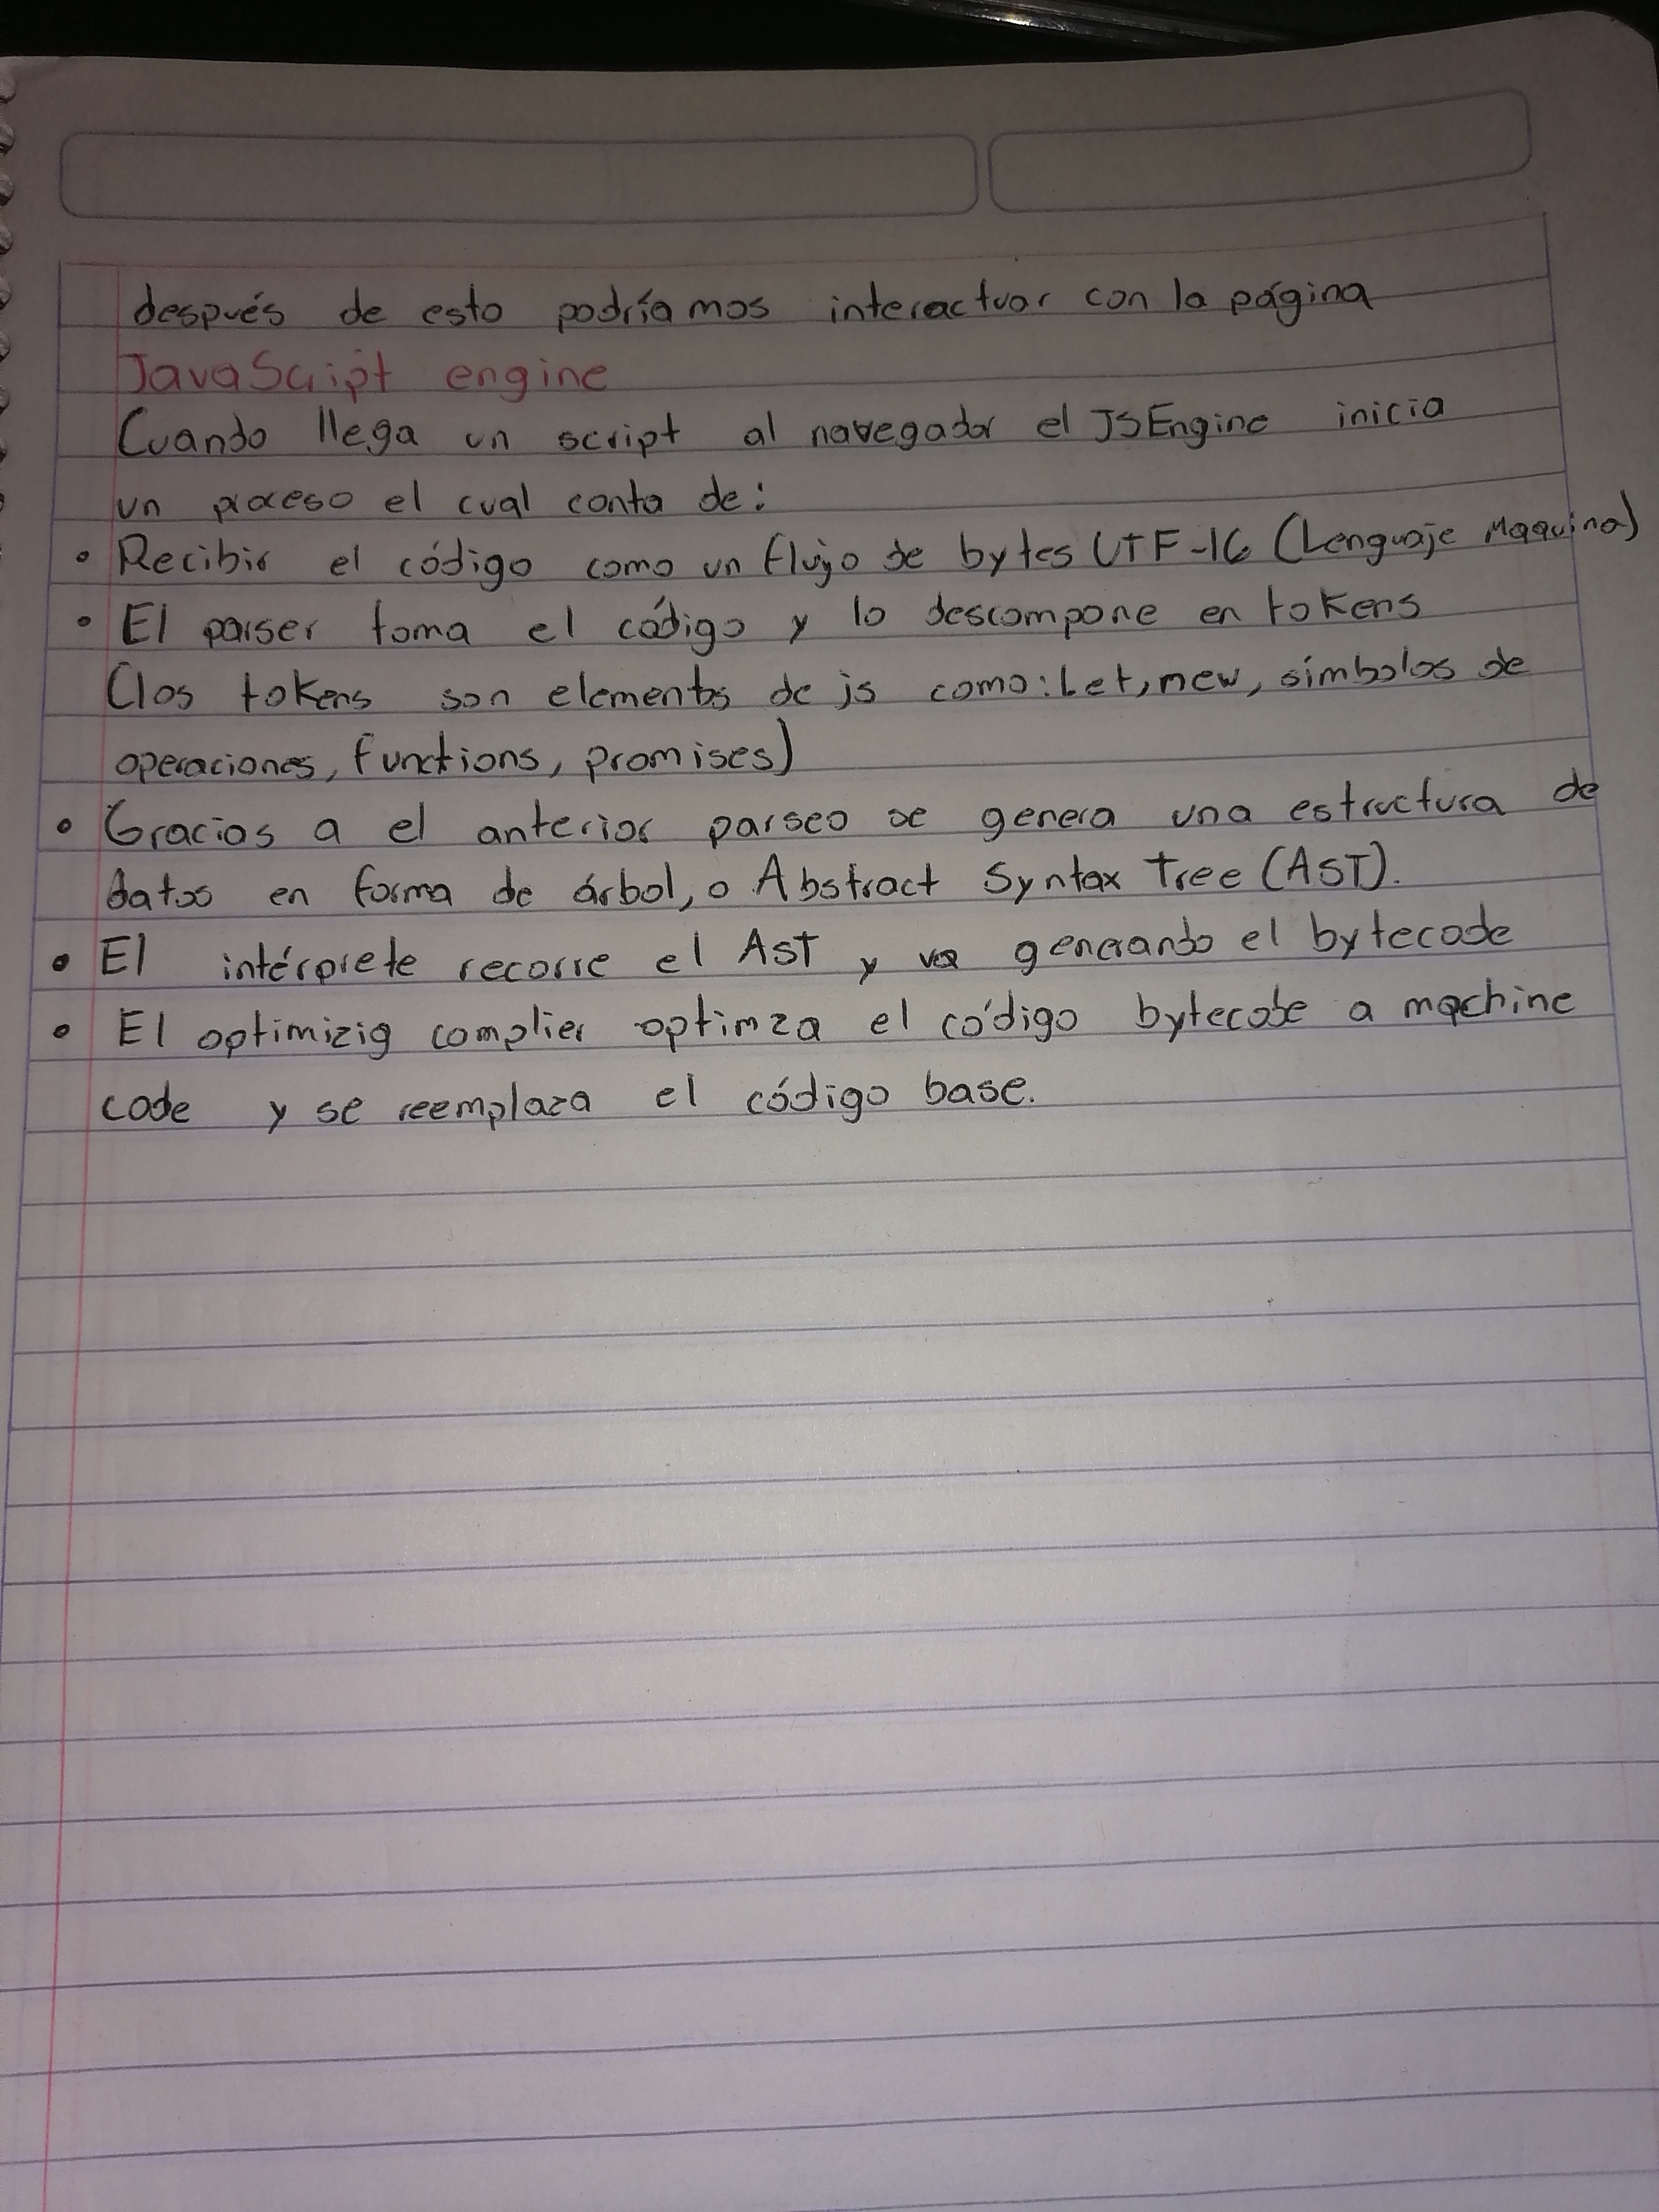 después de esto podríamos interactuar con la página
JavaScript engine
Cuando llega un script al navegador el JSEngine inicia
un proceso el cual conta de:
• Recibir el código como un flujo de bytes UTF-16 (Lenguaje Maquina)
• El parser toma el código y lo descompone en tokens
(los tokens son elementos de js como: Let, new, símbolos de
operaciones, functions, promises)
• Gracias a el anterior parseo se genera una estructura de
datos en forma de árbol, o Abstract Syntax Tree (AST).
• El intérprete recorre el AST y va generando el bytecode
• El optimizig complier optimza el código bytecode a machine
code y se reemplaza el código base.